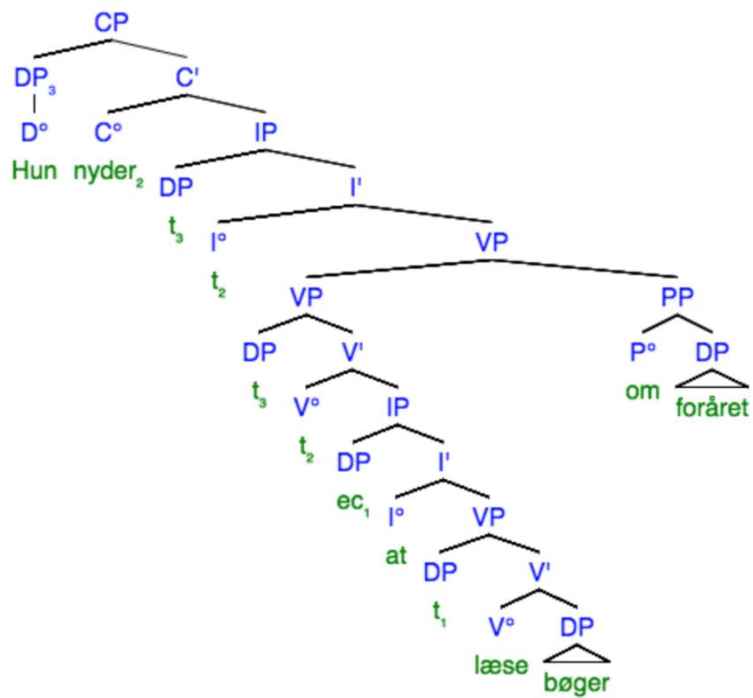 CP
DP₃ C'
D° C° IP
Hun nyder₂ DP I'
t₃ I° VP
t₂ VP PP
DP V' P° DP
t₃ V° IP om foråret
t₂ DP I'
ec₁ I° VP
at DP V'
t₁ V° DP
læse bøger